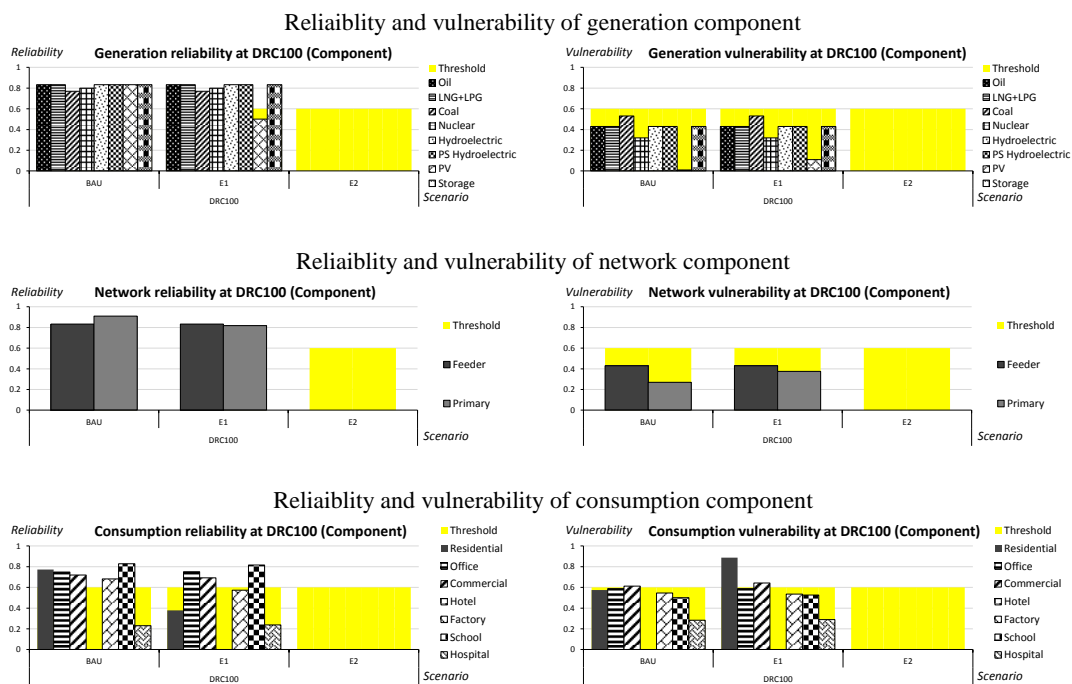 Reliaiblity and vulnerability of generation component
Reliability
Generation reliability at DRC100 (Component)
1
0.8
0.6
0.4
0.2
0
BAU
E1
E2
DRC100
Scenario
Threshold
Oil
LNG+LPG
Coal
Nuclear
Hydroelectric
PS Hydroelectric
PV
Storage
Vulnerability
Generation vulnerability at DRC100 (Component)
1
0.8
0.6
0.4
0.2
0
BAU
E1
E2
DRC100
Scenario
Threshold
Oil
LNG+LPG
Coal
Nuclear
Hydroelectric
PS Hydroelectric
PV
Storage
Reliaiblity and vulnerability of network component
Reliability
Network reliability at DRC100 (Component)
1
0.8
0.6
0.4
0.2
0
BAU
E1
E2
DRC100
Scenario
Threshold
Feeder
Primary
Vulnerability
Network vulnerability at DRC100 (Component)
1
0.8
0.6
0.4
0.2
0
BAU
E1
E2
DRC100
Scenario
Threshold
Feeder
Primary
Reliaiblity and vulnerability of consumption component
Reliability
Consumption reliability at DRC100 (Component)
1
0.8
0.6
0.4
0.2
0
BAU
E1
E2
DRC100
Scenario
Threshold
Residential
Office
Commercial
Hotel
Factory
School
Hospital
Vulnerability
Consumption vulnerability at DRC100 (Component)
1
0.8
0.6
0.4
0.2
0
BAU
E1
E2
DRC100
Scenario
Threshold
Residential
Office
Commercial
Hotel
Factory
School
Hospital